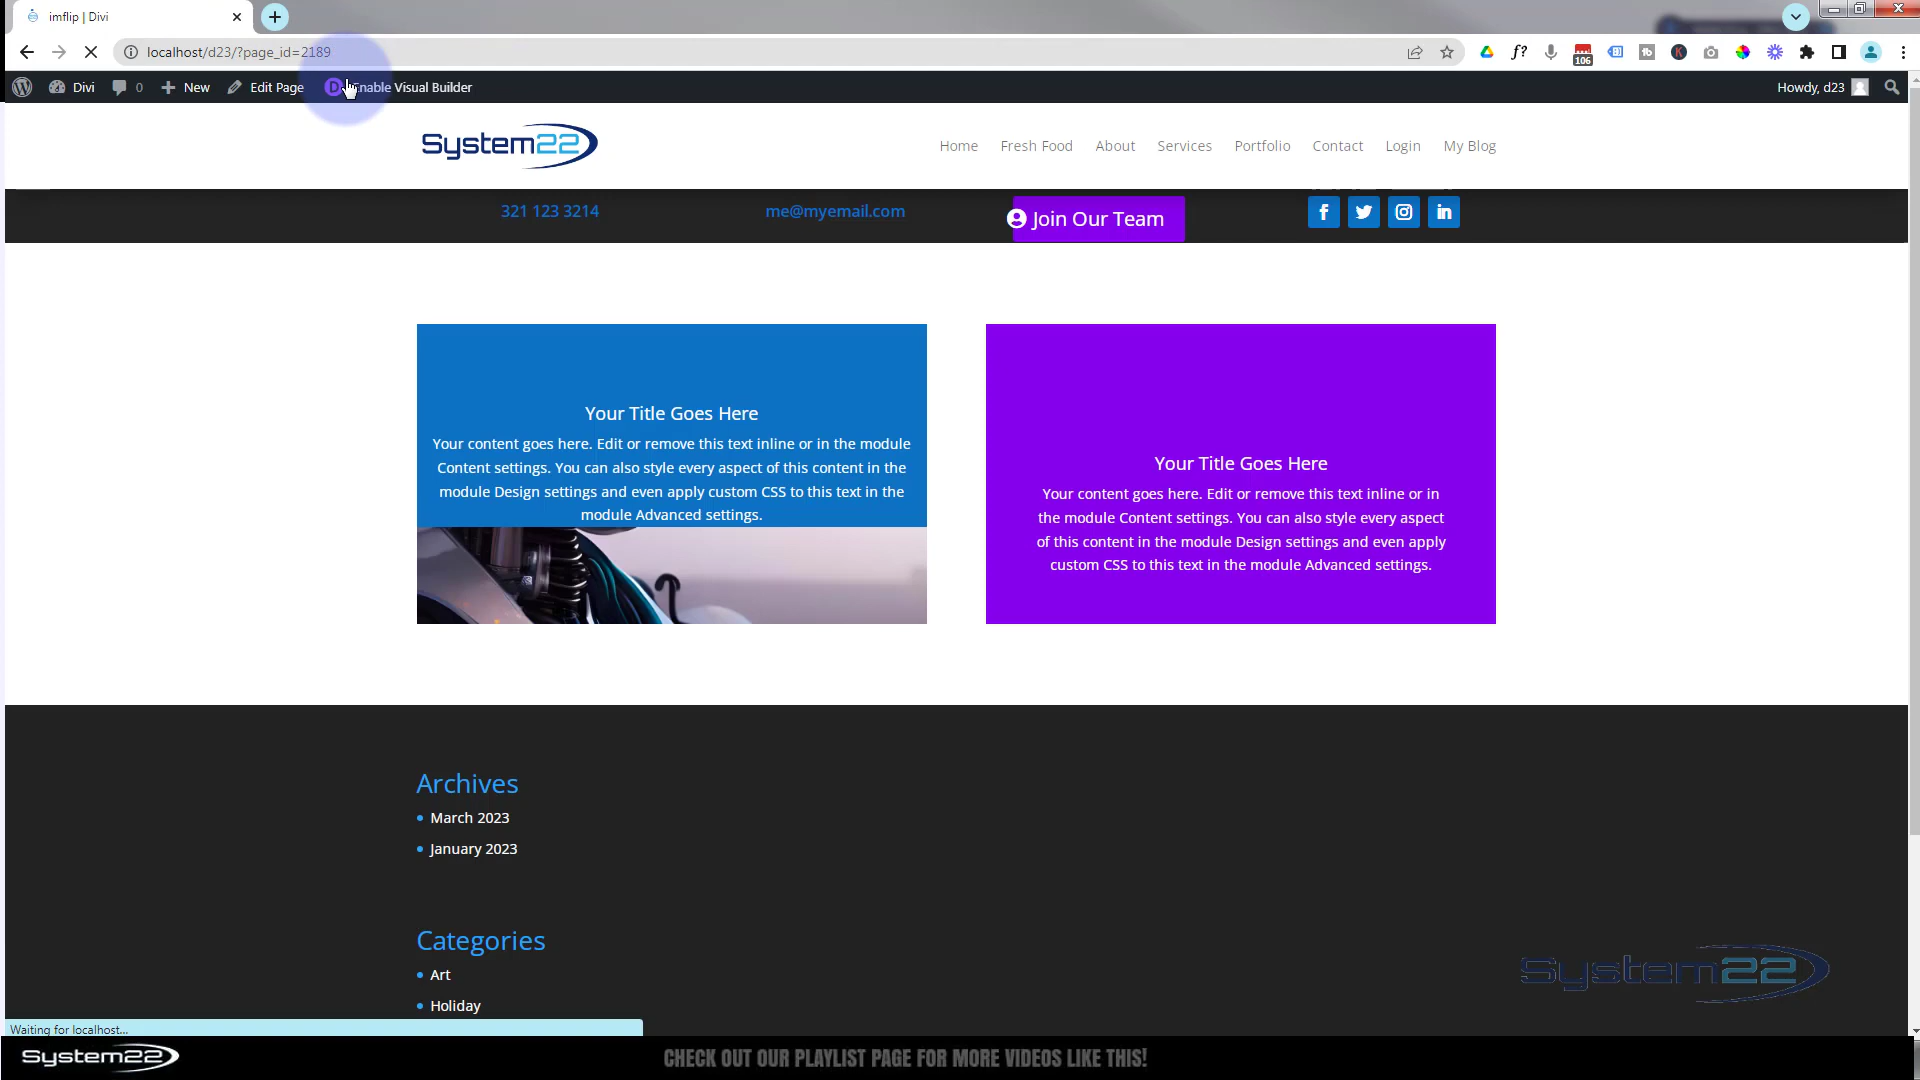 imflip | Divi
localhost/d23/?page_id=2189
106
Divi 0 New Edit Page Enable Visual Builder Howdy, d23
System22
Home Fresh Food About Services Portfolio Contact Login My Blog
321 123 3214 me@myemail.com Join Our Team
Your Title Goes Here
Your content goes here. Edit or remove this text inline or in the module
Content settings. You can also style every aspect of this content in the
module Design settings and even apply custom CSS to this text in the
module Advanced settings.
Your Title Goes Here
Your content goes here. Edit or remove this text inline or in
the module Content settings. You can also style every aspect
of this content in the module Design settings and even apply
custom CSS to this text in the module Advanced settings.
Archives
March 2023
January 2023
Categories
Art
Holiday
System22
Waiting for localhost...
System22
CHECK OUT OUR PLAYLIST PAGE FOR MORE VIDEOS LIKE THIS!